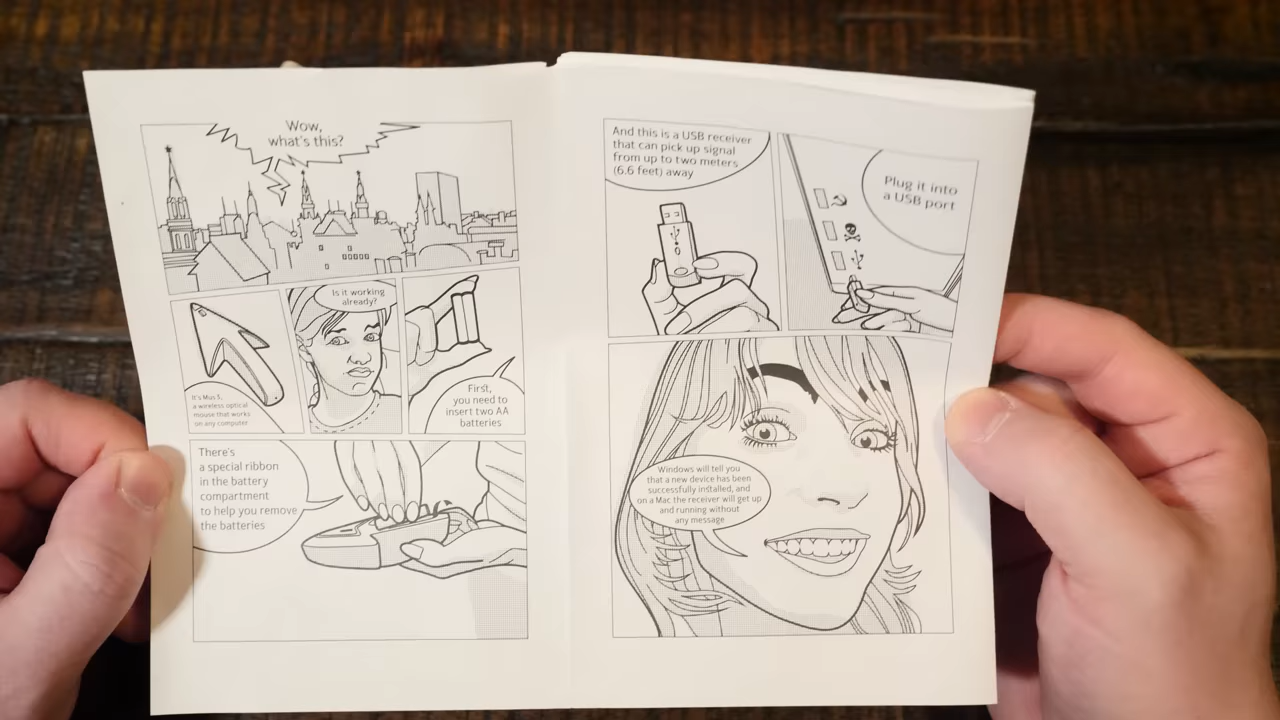 Wow,
what's this?
It's Mus 5,
a wireless optical
mouse that works
on any computer
Is it working
already?
First,
you need to
insert two AA
batteries
There's
a special ribbon
in the battery
compartment
to help you remove
the batteries
And this is a USB receiver
that can pick up signal
from up to two meters
(6.6 feet) away
Plug it into
a USB port
Windows will tell you
that a new device has been
successfully installed, and
on a Mac the receiver will get up
and running without
any message